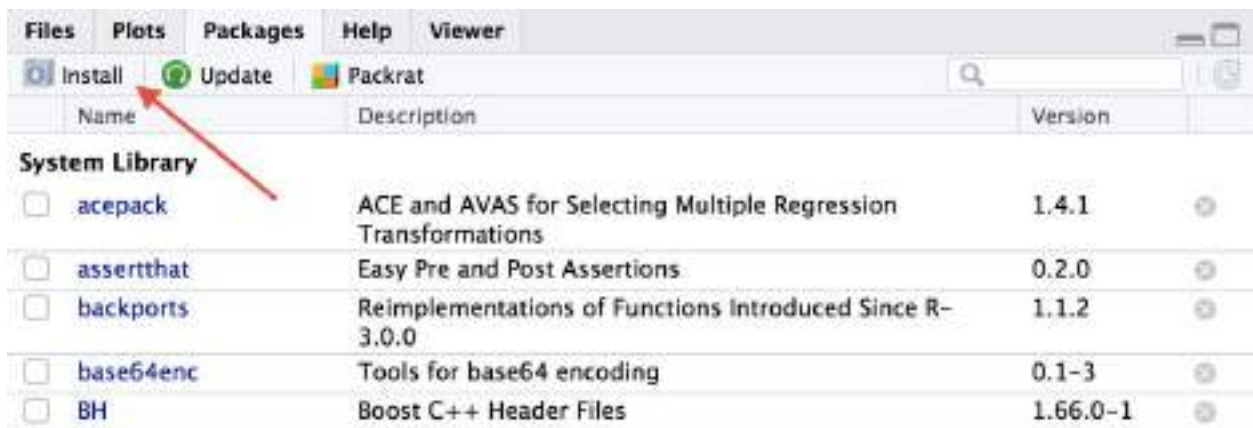 Files Plots Packages Help Viewer
Install Update Packrat
Name Description Version
System Library
acepack ACE and AVAS for Selecting Multiple Regression 1.4.1
Transformations
assertthat Easy Pre and Post Assertions 0.2.0
backports Reimplementations of Functions Introduced Since R- 1.1.2
3.0.0
base64enc Tools for base64 encoding 0.1-3
BH Boost C++ Header Files 1.66.0-1